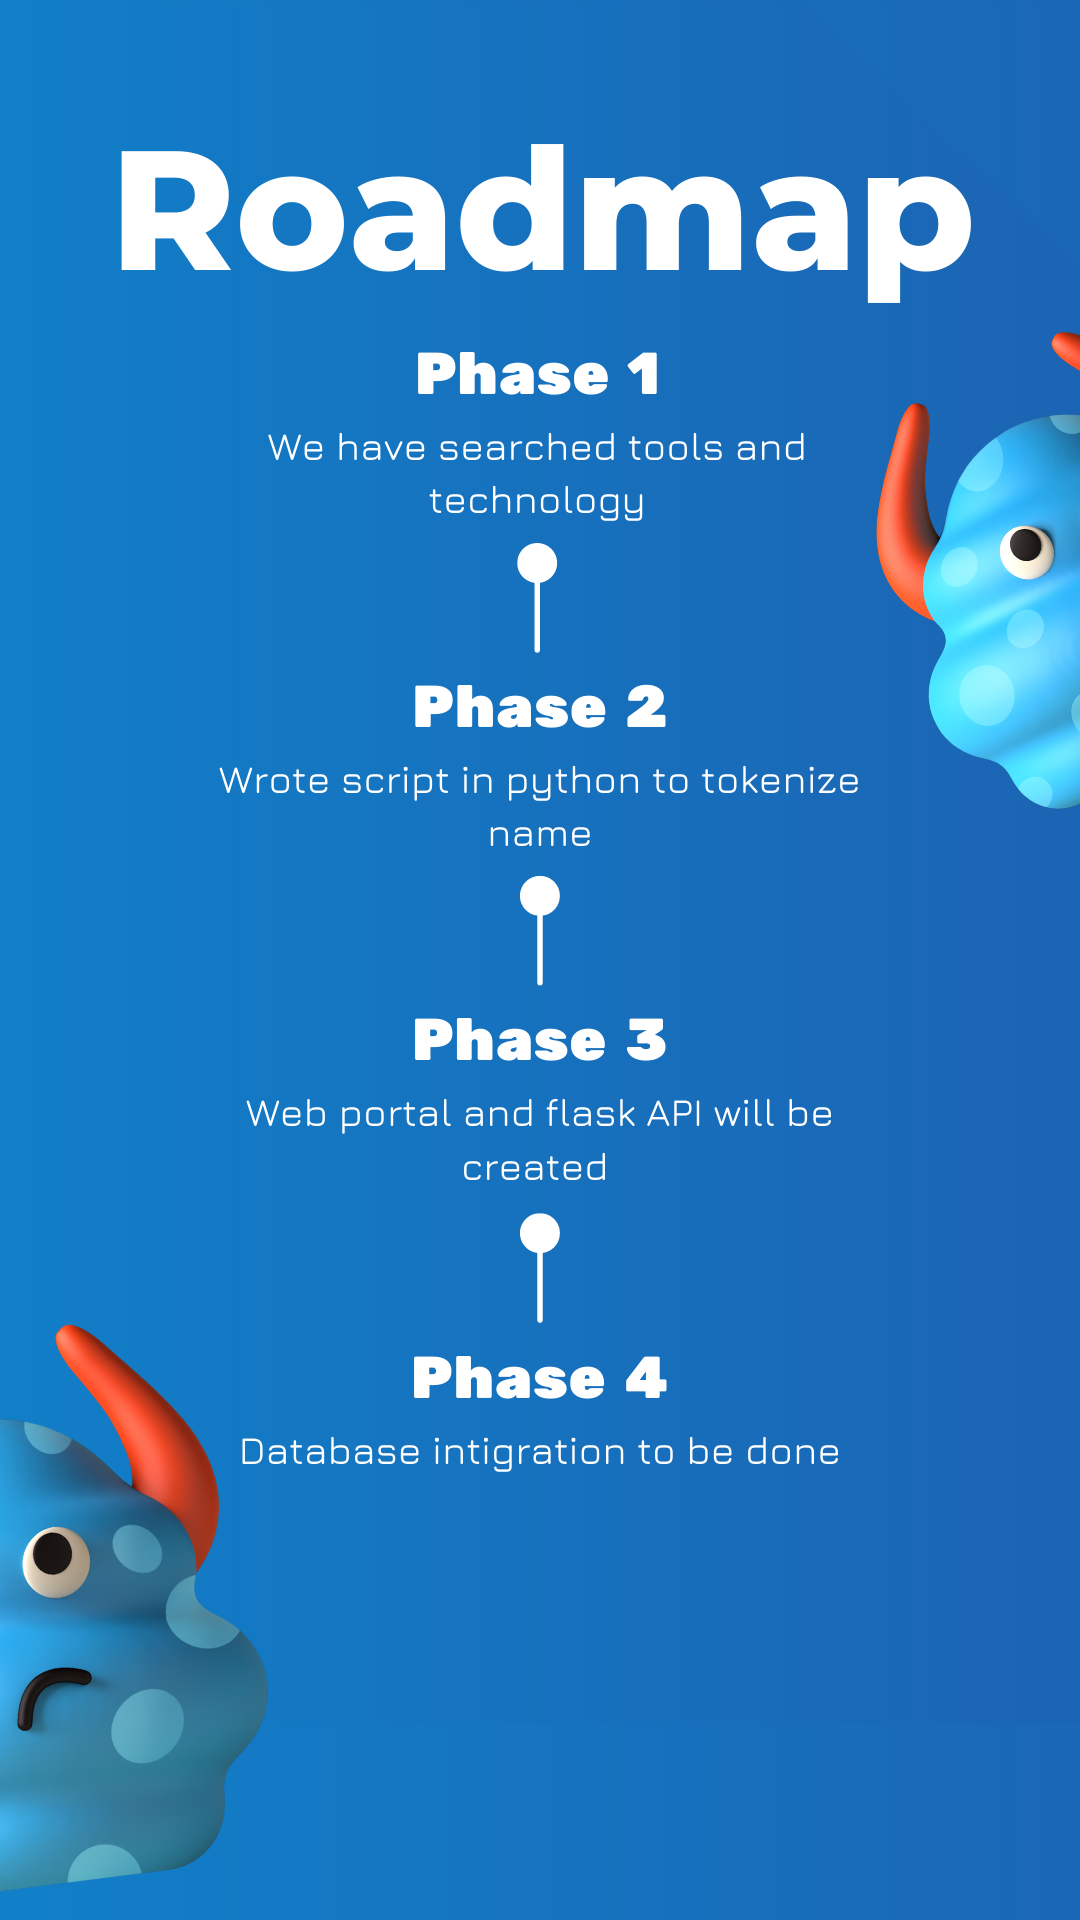 Roadmap
Phase 1
We have searched tools and
technology
Phase 2
Wrote script in python to tokenize
name
Phase 3
Web portal and flask API will be
created
Phase 4
Database intigration to be done